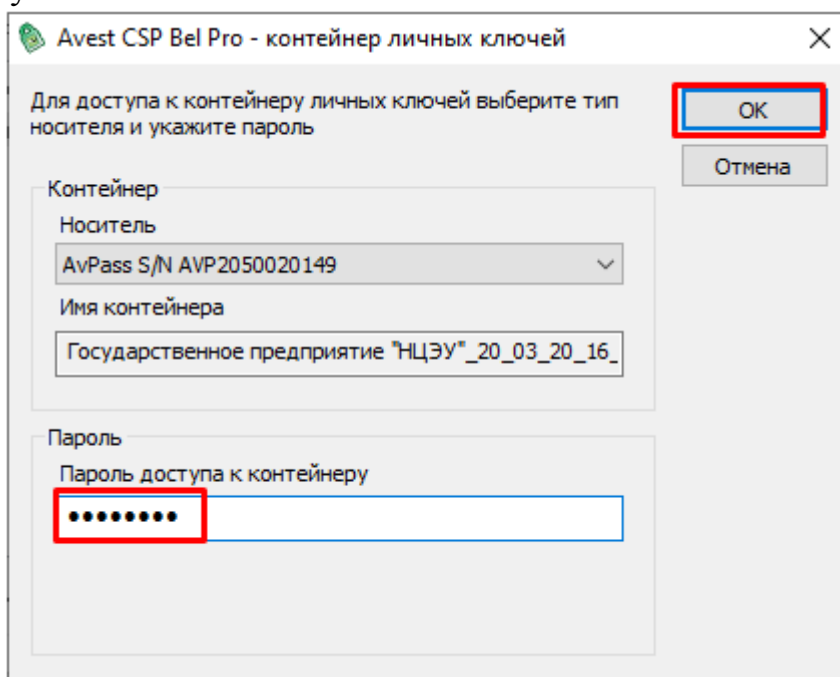 Avest CSP Bel Pro - контейнер личных ключей
Для доступа к контейнеру личных ключей выберите тип
носителя и укажите пароль
OK
Отмена
Контейнер
Носитель
AvPass S/N AVP2050020149
Имя контейнера
Государственное предприятие "НЦЭУ"_20_03_20_16_
Пароль
Пароль доступа к контейнеру
••••••••